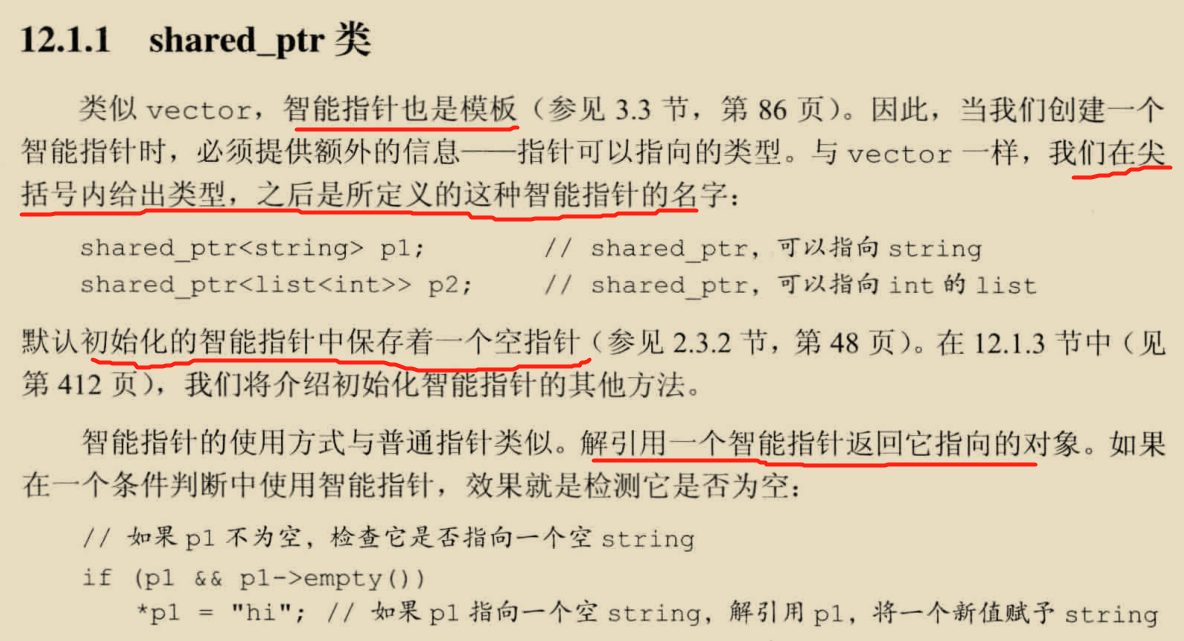 12.1.1 shared_ptr 类
类似 vector，智能指针也是模板（参见 3.3 节，第 86 页）。因此，当我们创建一个
智能指针时，必须提供额外的信息——指针可以指向的类型。与 vector 一样，我们在尖
括号内给出类型，之后是所定义的这种智能指针的名字：
shared_ptr<string> p1; // shared_ptr，可以指向 string
shared_ptr<list<int>> p2; // shared_ptr，可以指向 int 的 list
默认初始化的智能指针中保存着一个空指针（参见 2.3.2 节，第 48 页）。在 12.1.3 节中（见
第 412 页），我们将介绍初始化智能指针的其他方法。
智能指针的使用方式与普通指针类似。解引用一个智能指针返回它指向的对象。如果
在一个条件判断中使用智能指针，效果就是检测它是否为空：
// 如果 p1 不为空，检查它是否指向一个空 string
if (p1 && p1->empty())
*p1 = "hi"; // 如果 p1 指向一个空 string，解引用 p1，将一个新值赋予 string